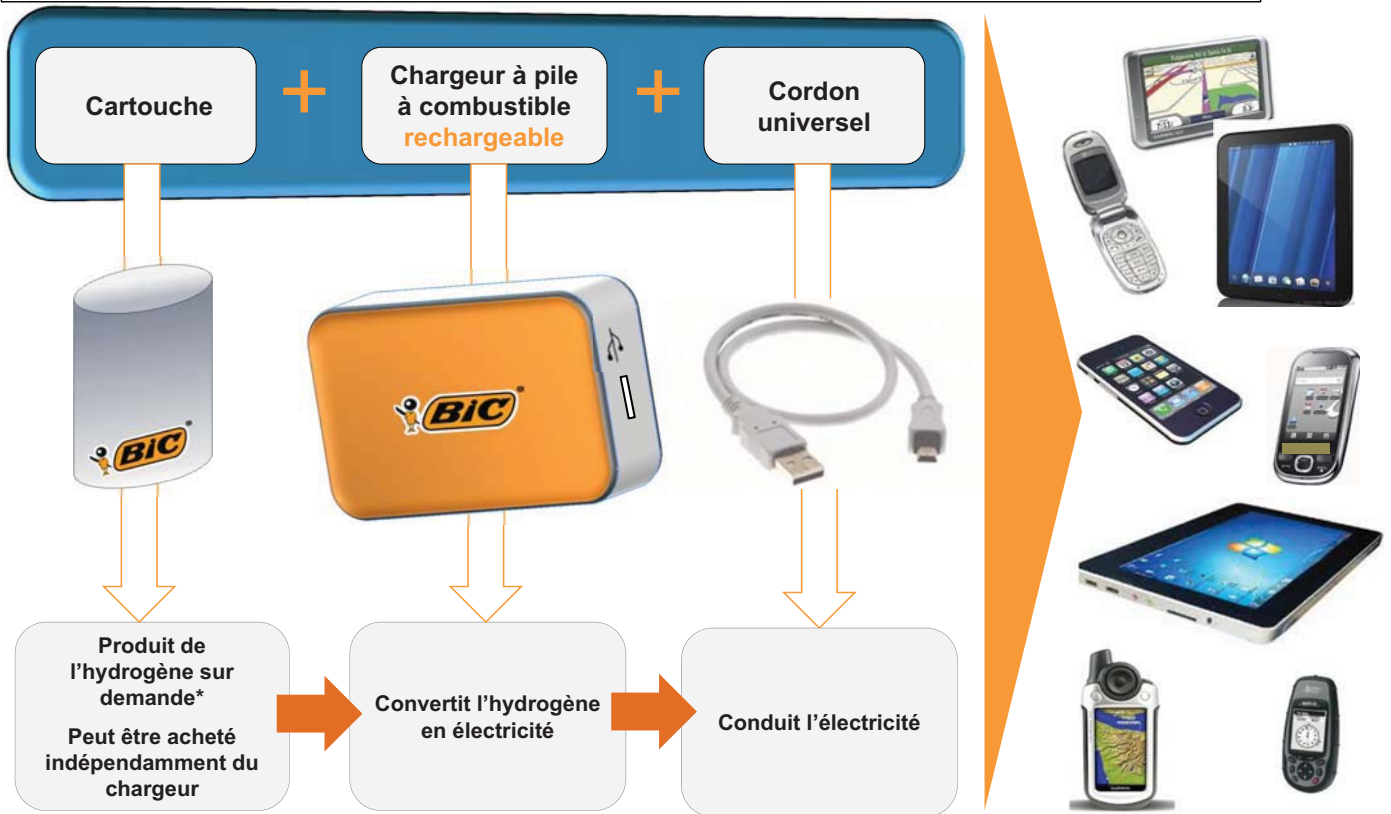 Cartouche
+
Chargeur à pile
à combustible
rechargeable
+
Cordon
universel
BiC
BiC
Produit de
l'hydrogène sur
demande*
Peut être acheté
indépendamment du
chargeur
Convertit l'hydrogène
en électricité
Conduit l'électricité